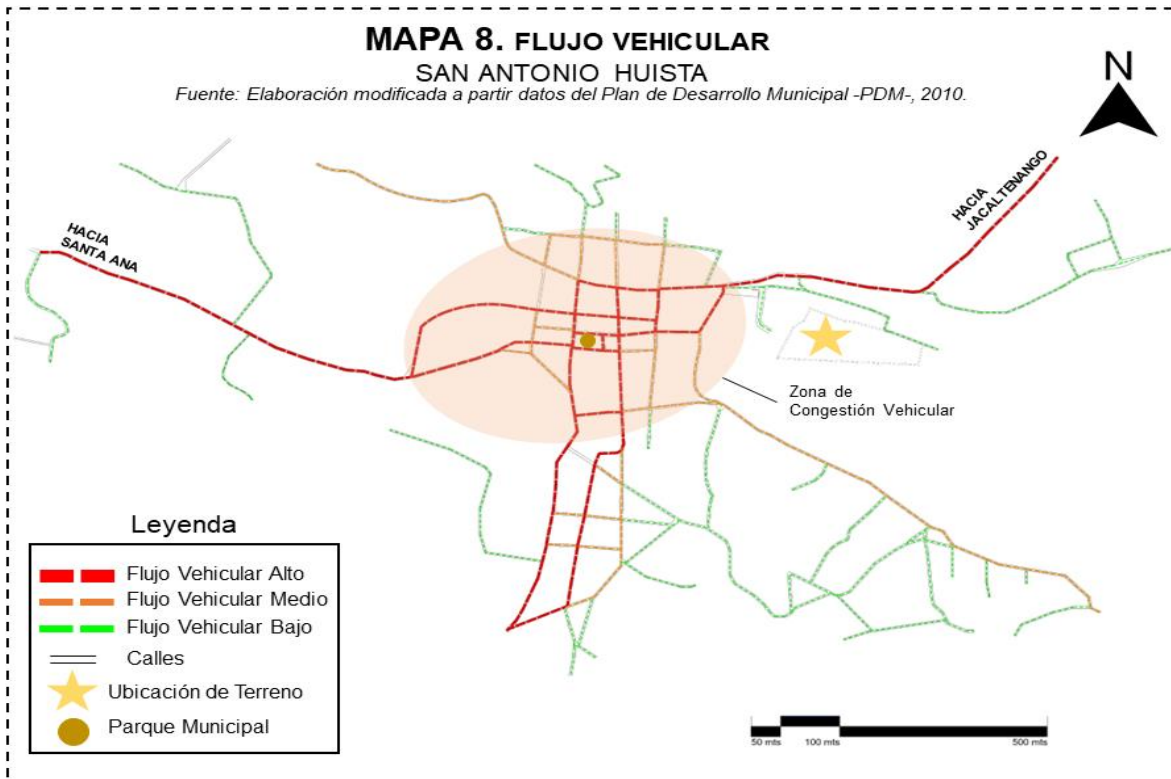 MAPA 8. FLUJO VEHICULAR
SAN ANTONIO HUISTA
Fuente: Elaboración modificada a partir datos del Plan de Desarrollo Municipal -PDM-, 2010.
N
HACIA
JACALTENANGO
HACIA
SANTA ANA
Zona de
Congestión Vehicular
Leyenda
Flujo Vehicular Alto
Flujo Vehicular Medio
Flujo Vehicular Bajo
Calles
Ubicación de Terreno
Parque Municipal
50 mts 100 mts 500 mts